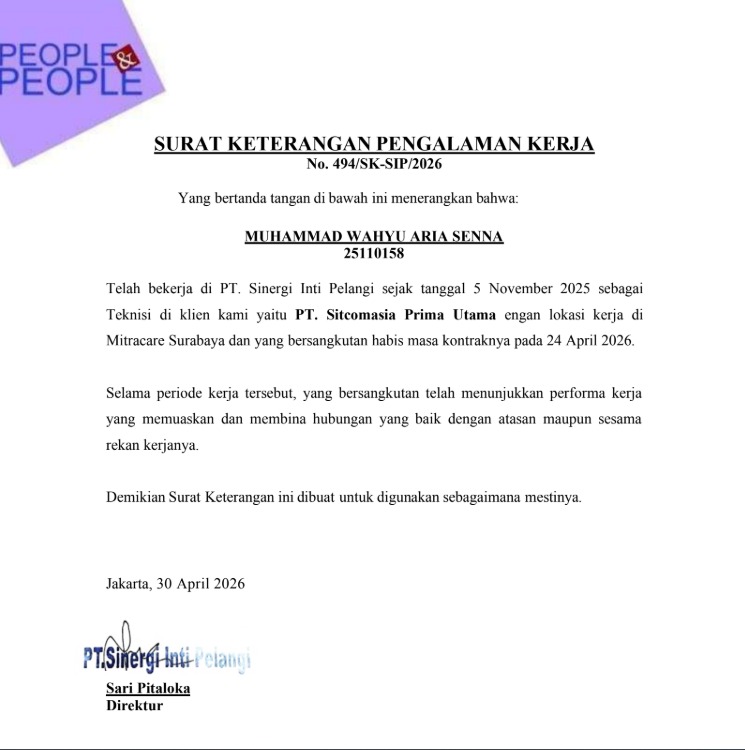 PEOPLE&
PEOPLE
SURAT KETERANGAN PENGALAMAN KERJA
No. 494/SK-SIP/2026
Yang bertanda tangan di bawah ini menerangkan bahwa:
MUHAMMAD WAHYU ARIA SENNA
25110158
Telah bekerja di PT. Sinergi Inti Pelangi sejak tanggal 5 November 2025 sebagai
Teknisi di klien kami yaitu PT. Sitcomasia Prima Utama engan lokasi kerja di
Mitracare Surabaya dan yang bersangkutan habis masa kontraknya pada 24 April 2026.
Selama periode kerja tersebut, yang bersangkutan telah menunjukkan performa kerja
yang memuaskan dan membina hubungan yang baik dengan atasan maupun sesama
rekan kerjanya.
Demikian Surat Keterangan ini dibuat untuk digunakan sebagaimana mestinya.
Jakarta, 30 April 2026
PT.Sinergi Inti Pelangi
Sari Pitaloka
Direktur